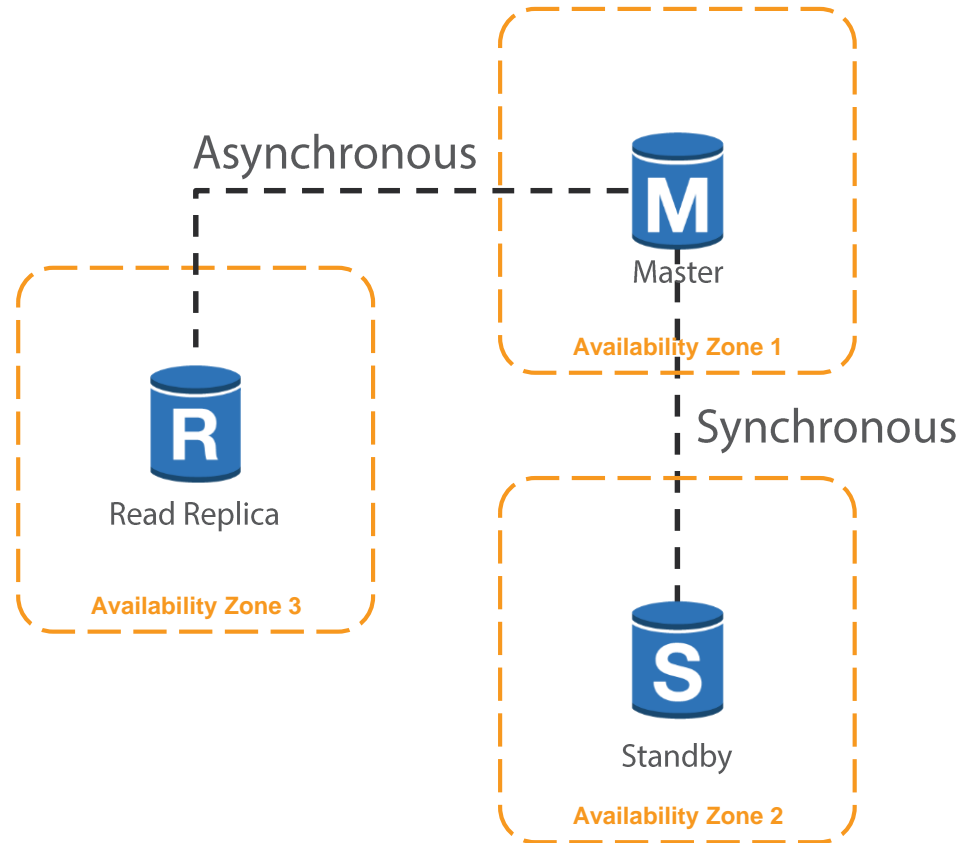 Asynchronous
M
Master
Availability Zone 1
Synchronous
R
Read Replica
Availability Zone 3
S
Standby
Availability Zone 2